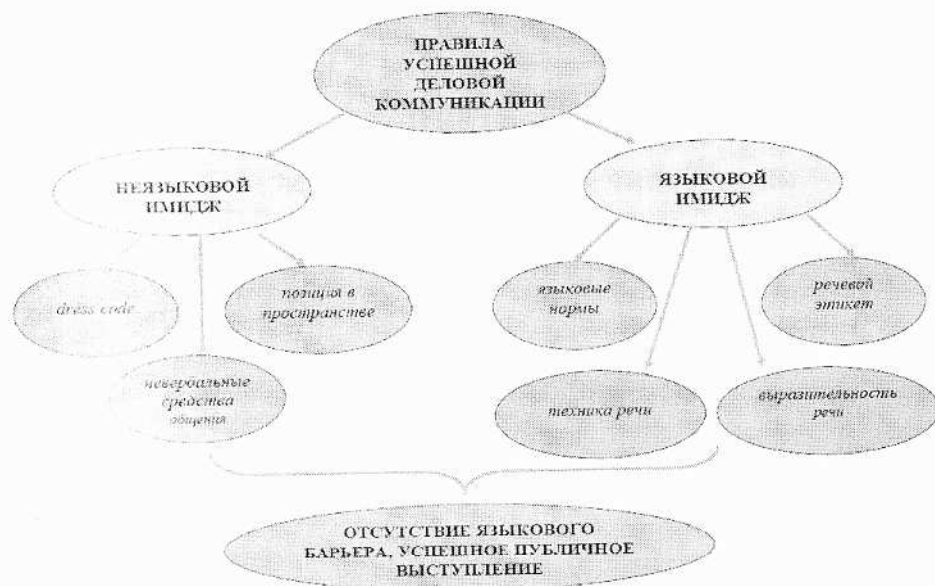 ПРАВИЛА
УСПЕШНОЙ
ДЕЛОВОЙ
КОММУНИКАЦИИ
НЕЯЗЫКОВОЙ
ИМИДЖ
ЯЗЫКОВОЙ
ИМИДЖ
dress code
позиция в
пространстве
невербальные
средства
общения
языковые
нормы
речевой
этикет
техника речи
выразительность
речи
ОТСУТСТВИЕ ЯЗЫКОВОГО
БАРЬЕРА, УСПЕШНОЕ ПУБЛИЧНОЕ
ВЫСТУПЛЕНИЕ